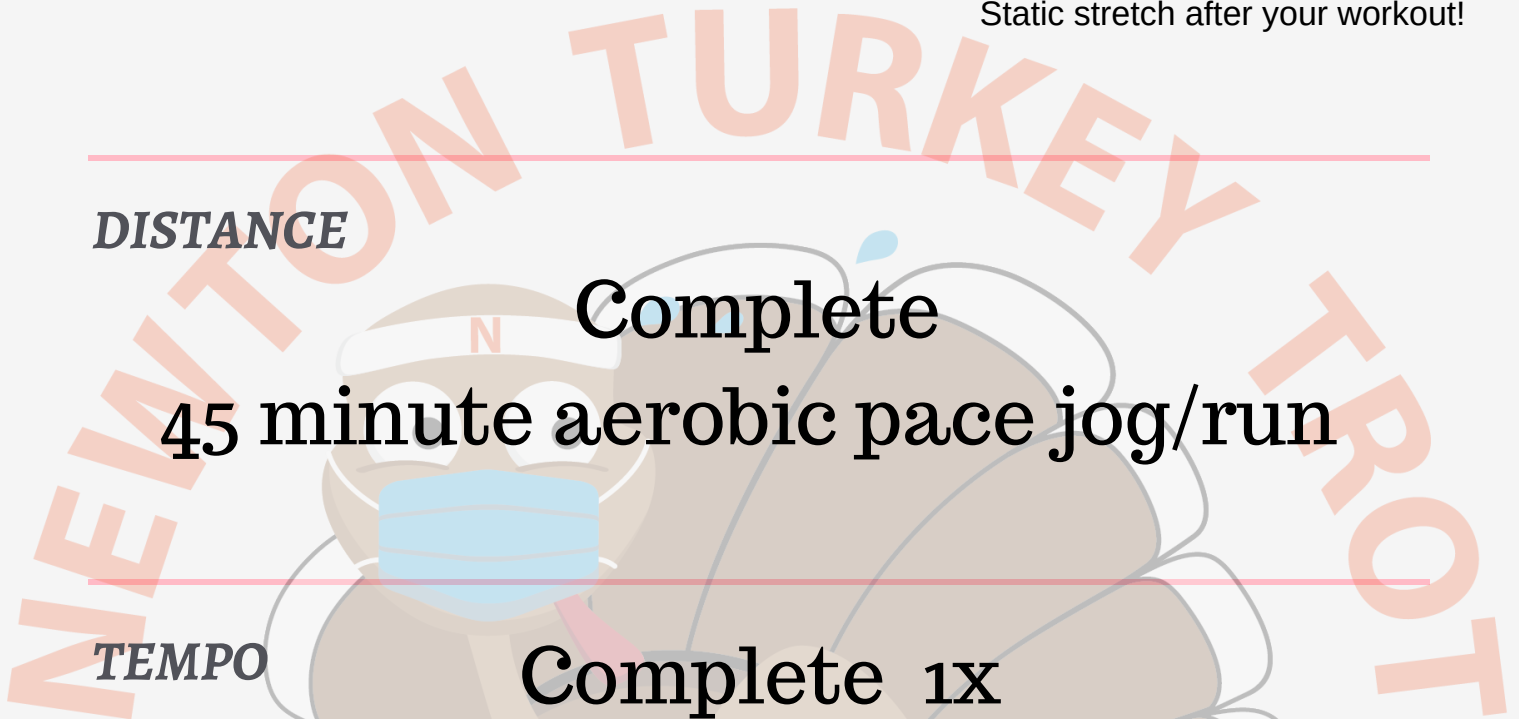 Static stretch after your workout!
NEWTON TURKEY TROT
DISTANCE
N
Complete
45 minute aerobic pace jog/run
TEMPO
Complete 1x